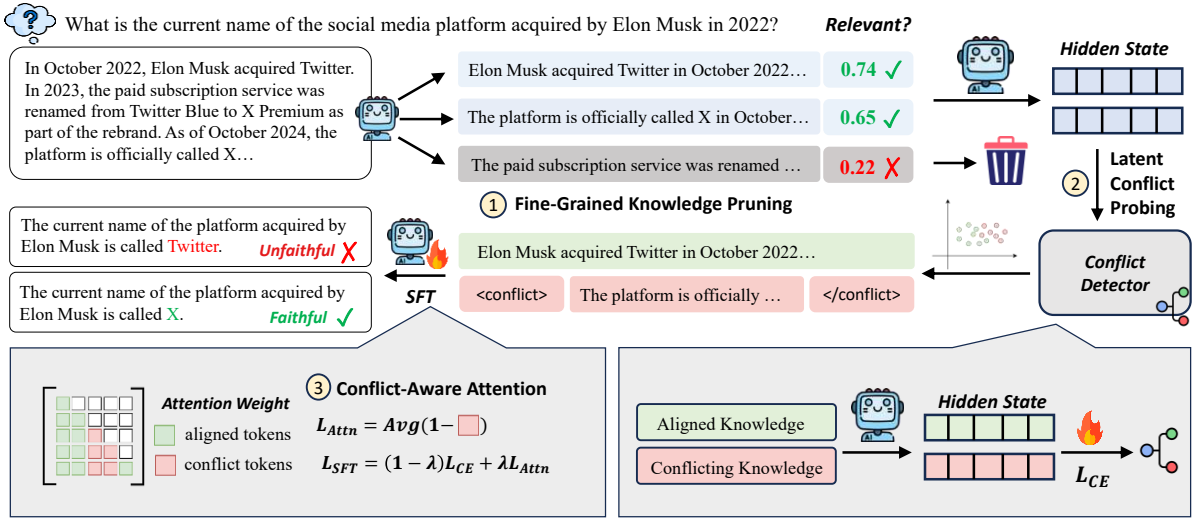 What is the current name of the social media platform acquired by Elon Musk in 2022?
Relevant?
In October 2022, Elon Musk acquired Twitter.
In 2023, the paid subscription service was
renamed from Twitter Blue to X Premium as
part of the rebrand. As of October 2024, the
platform is officially called X…
Elon Musk acquired Twitter in October 2022…
0.74
The platform is officially called X in October…
0.65
The paid subscription service was renamed …
0.22
Hidden State
1 Fine-Grained Knowledge Pruning
2
Latent
Conflict
Probing
The current name of the platform acquired by
Elon Musk is called Twitter.
Unfaithful
The current name of the platform acquired by
Elon Musk is called X.
Faithful
SFT
Elon Musk acquired Twitter in October 2022…
<conflict>
The platform is officially …
</conflict>
Conflict
Detector
3 Conflict-Aware Attention
Attention Weight
aligned tokens
conflict tokens
L_Attn = Avg(1− )
L_SFT = (1 − λ)L_CE + λL_Attn
Aligned Knowledge
Conflicting Knowledge
Hidden State
L_CE